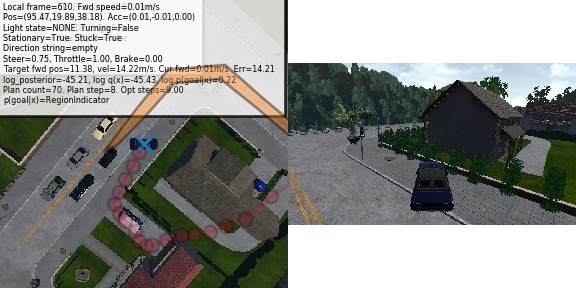 Local frame=610. Fwd speed=0.01m/s
Pos=(95.47,19.89,38.18). Acc=(0.01,-0.01,0.00)
Light state=NONE. Turning=False
Stationary=True. Stuck=True
Direction string=empty
Steer=0.75, Throttle=1.00, Brake=0.00
Target fwd pos=11.38, vel=14.22m/s. Cur fwd=0.01m/s. Err=14.21
log_posterior=-45.21, log q(x)=-45.43, log p(goal|x)=0.22
Plan count=70. Plan step=8. Opt steps=9.00
p(goal|x)=RegionIndicator